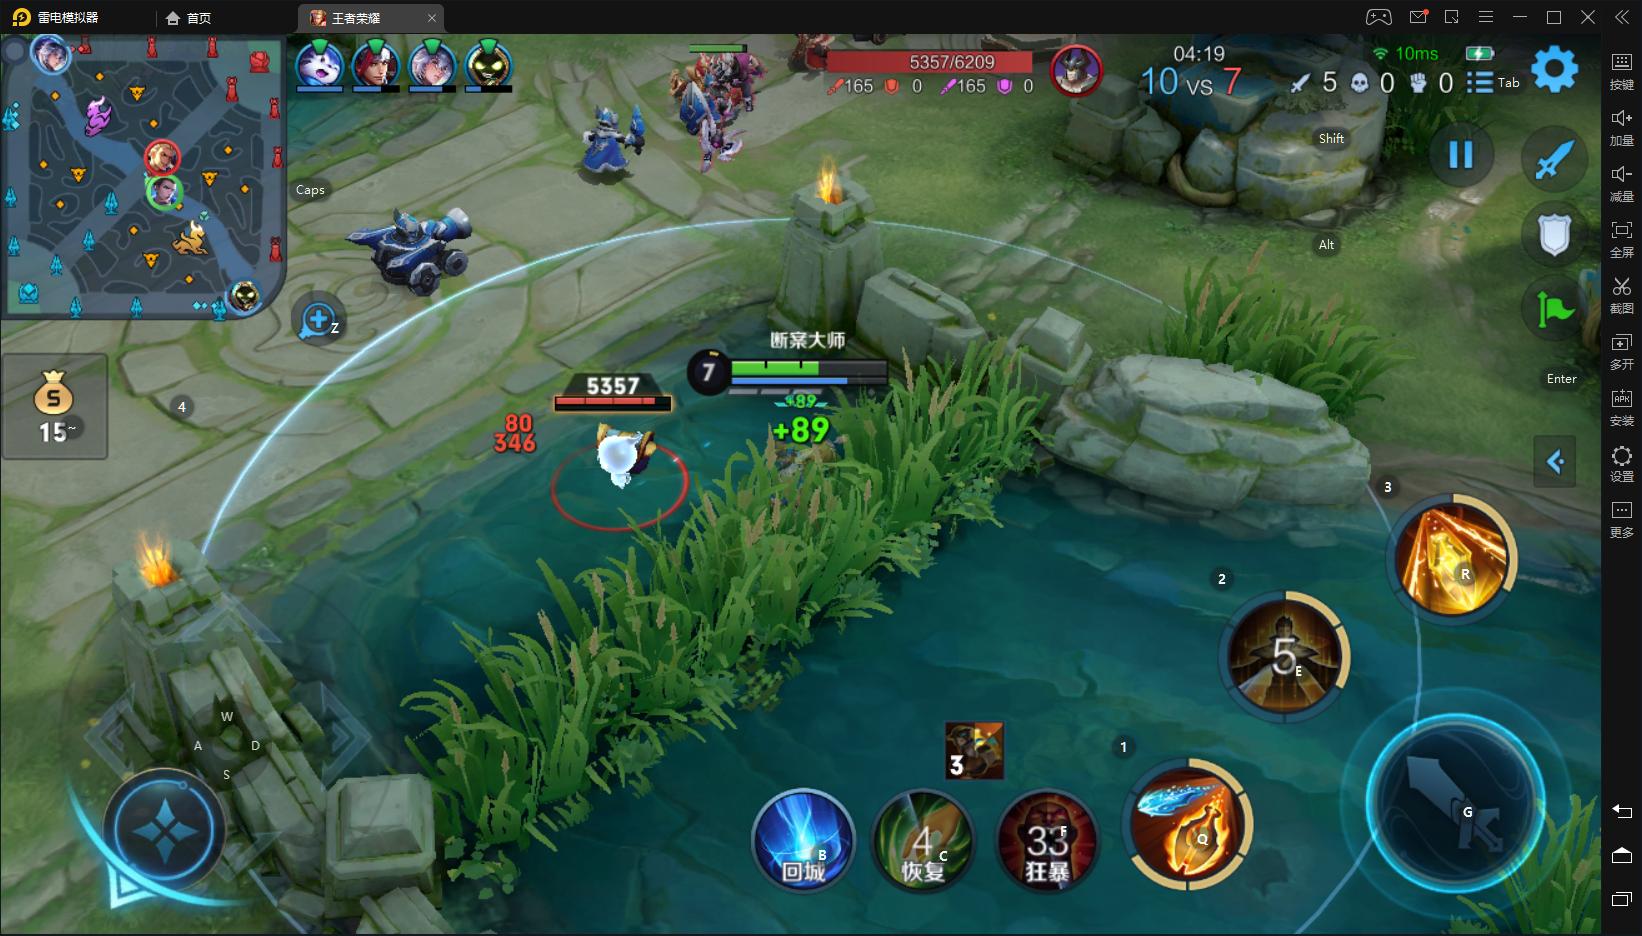 雷电模拟器
首页
王者荣耀
5357/6209
165 0 165 0
04:19
10 VS 7
10ms
5 0 0
Tab
Shift
Caps
Alt
Enter
Z
S
15~
4
断案大师
7
5357
+89
+89
80
346
3
R
2
5
E
W
A
D
S
1
3
B
回城
4
C
恢复
33
F
狂暴
Q
G
按键
加量
减量
全屏
截图
多开
APK
安装
设置
更多